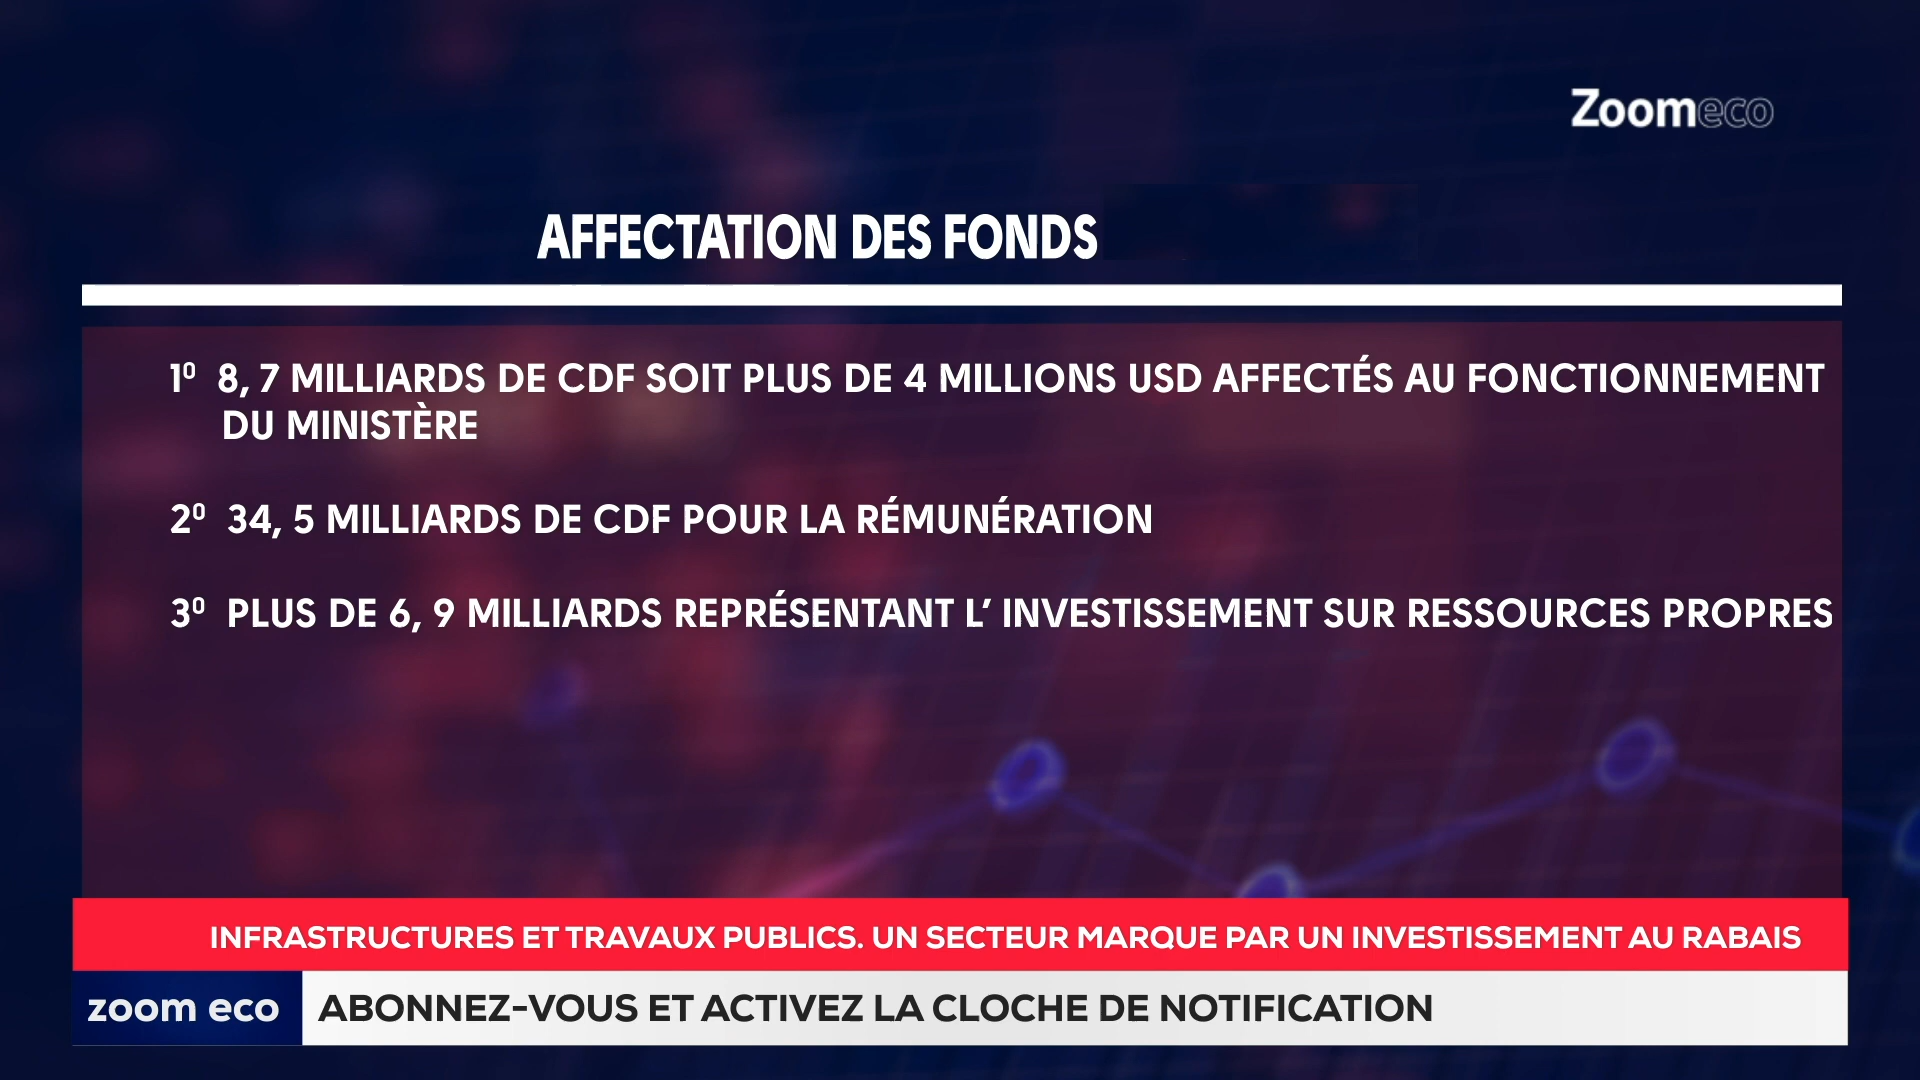 Zoomeco
AFFECTATION DES FONDS
1⁰ 8, 7 MILLIARDS DE CDF SOIT PLUS DE 4 MILLIONS USD AFFECTÉS AU FONCTIONNEMENT
DU MINISTÈRE
2⁰ 34, 5 MILLIARDS DE CDF POUR LA RÉMUNÉRATION
3⁰ PLUS DE 6, 9 MILLIARDS REPRÉSENTANT L’ INVESTISSEMENT SUR RESSOURCES PROPRES
INFRASTRUCTURES ET TRAVAUX PUBLICS. UN SECTEUR MARQUE PAR UN INVESTISSEMENT AU RABAIS
zoom eco ABONNEZ-VOUS ET ACTIVEZ LA CLOCHE DE NOTIFICATION